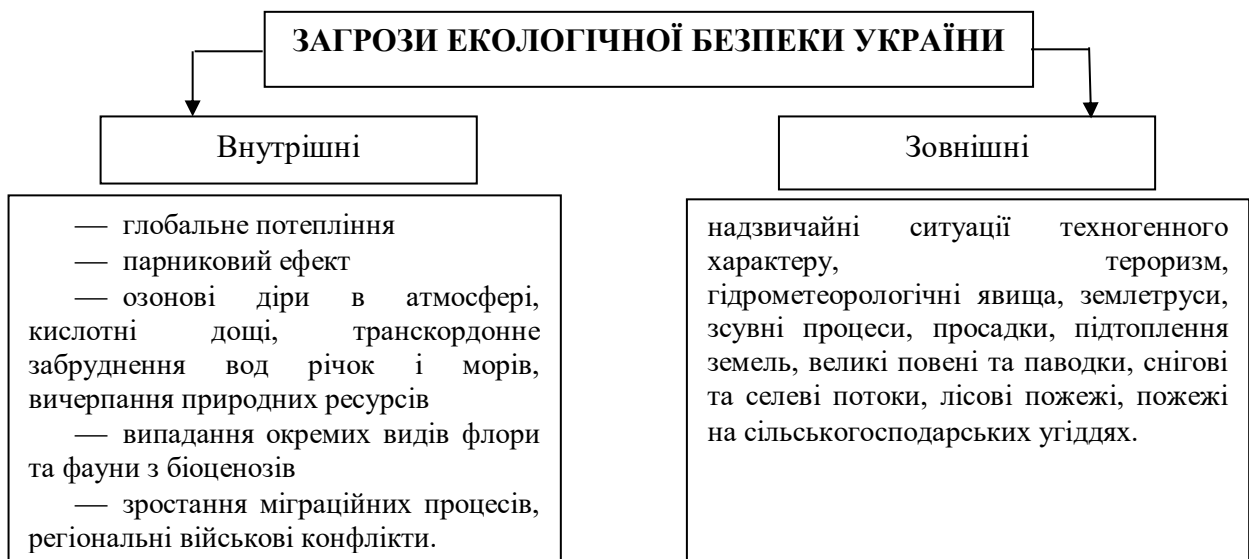 ЗАГРОЗИ ЕКОЛОГІЧНОЇ БЕЗПЕКИ УКРАЇНИ
Внутрішні
— глобальне потепління
— парниковий ефект
— озонові діри в атмосфері,
кислотні дощі, транскордонне
забруднення вод річок і морів,
вичерпання природних ресурсів
— випадання окремих видів флори
та фауни з біоценозів
— зростання міграційних процесів,
регіональні військові конфлікти.
Зовнішні
надзвичайні ситуації техногенного
характеру, тероризм,
гідрометеорологічні явища, землетруси,
зсувні процеси, просадки, підтоплення
земель, великі повені та паводки, снігові
та селеві потоки, лісові пожежі, пожежі
на сільськогосподарських угіддях.